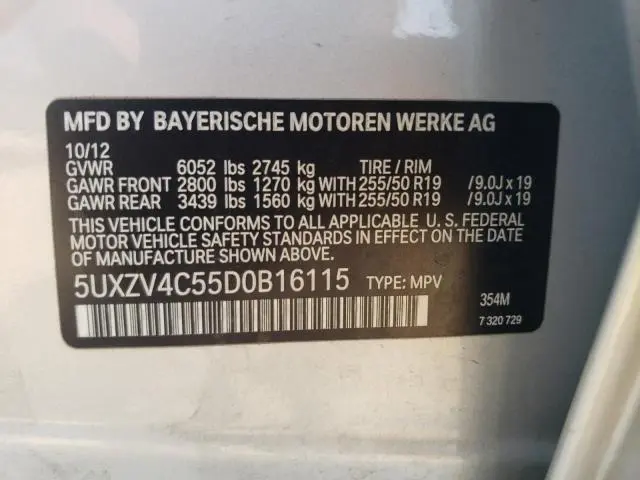 MFD BY BAYERISCHE MOTOREN WERKE AG
10/12
GVWR 6052 lbs 2745 kg TIRE / RIM
GAWR FRONT 2800 lbs 1270 kg WITH 255/50 R19 /9.0J x 19
GAWR REAR 3439 lbs 1560 kg WITH 255/50 R19 /9.0J x 19
THIS VEHICLE CONFORMS TO ALL APPLICABLE U. S. FEDERAL
MOTOR VEHICLE SAFETY STANDARDS IN EFFECT ON THE DATE
OF MANUFACTURE SHOWN ABOVE.
5UXZV4C55D0B16115 TYPE: MPV
354M
7 320 729